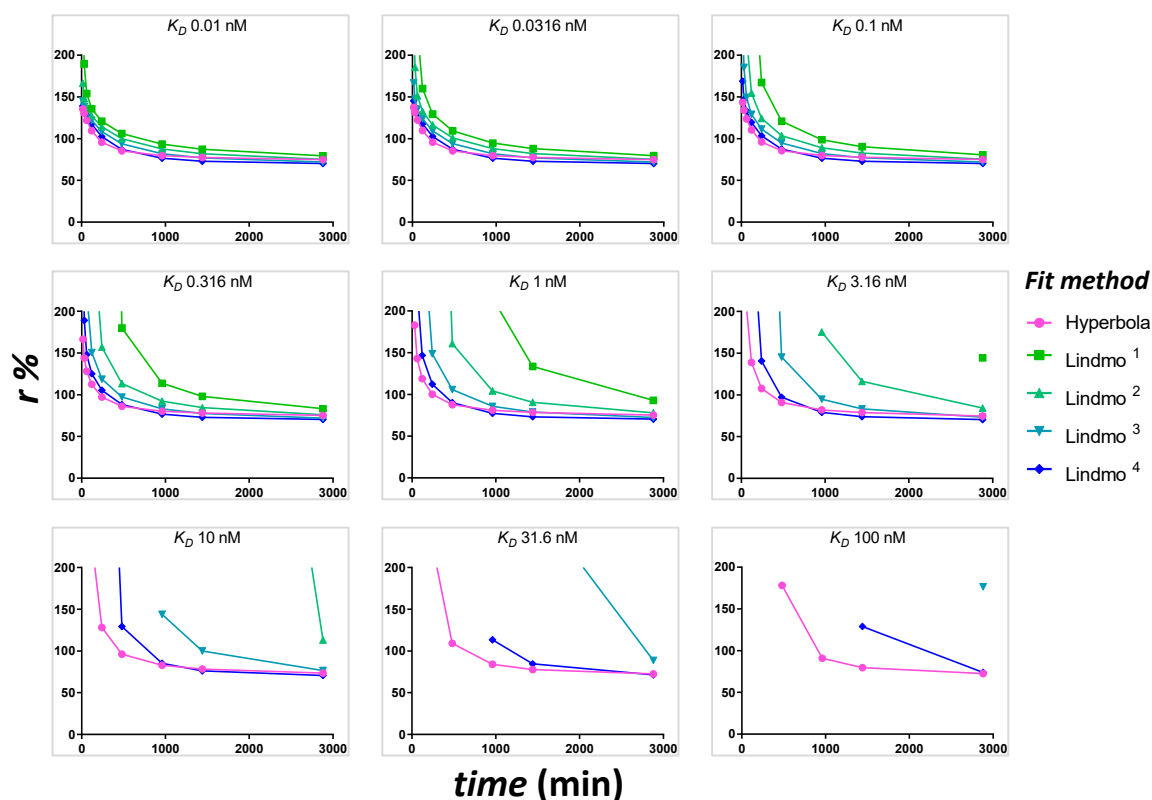 K_D 0.01 nM
K_D 0.0316 nM
K_D 0.1 nM
200
150
100
50
0
0 1000 2000 3000
200
150
100
50
0
0 1000 2000 3000
200
150
100
50
0
0 1000 2000 3000
K_D 0.316 nM
K_D 1 nM
K_D 3.16 nM
200
150
100
50
0
0 1000 2000 3000
200
150
100
50
0
0 1000 2000 3000
200
150
100
50
0
0 1000 2000 3000
r %
Fit method
Hyperbola
Lindmo 1
Lindmo 2
Lindmo 3
Lindmo 4
K_D 10 nM
K_D 31.6 nM
K_D 100 nM
200
150
100
50
0
0 1000 2000 3000
200
150
100
50
0
0 1000 2000 3000
200
150
100
50
0
0 1000 2000 3000
time (min)